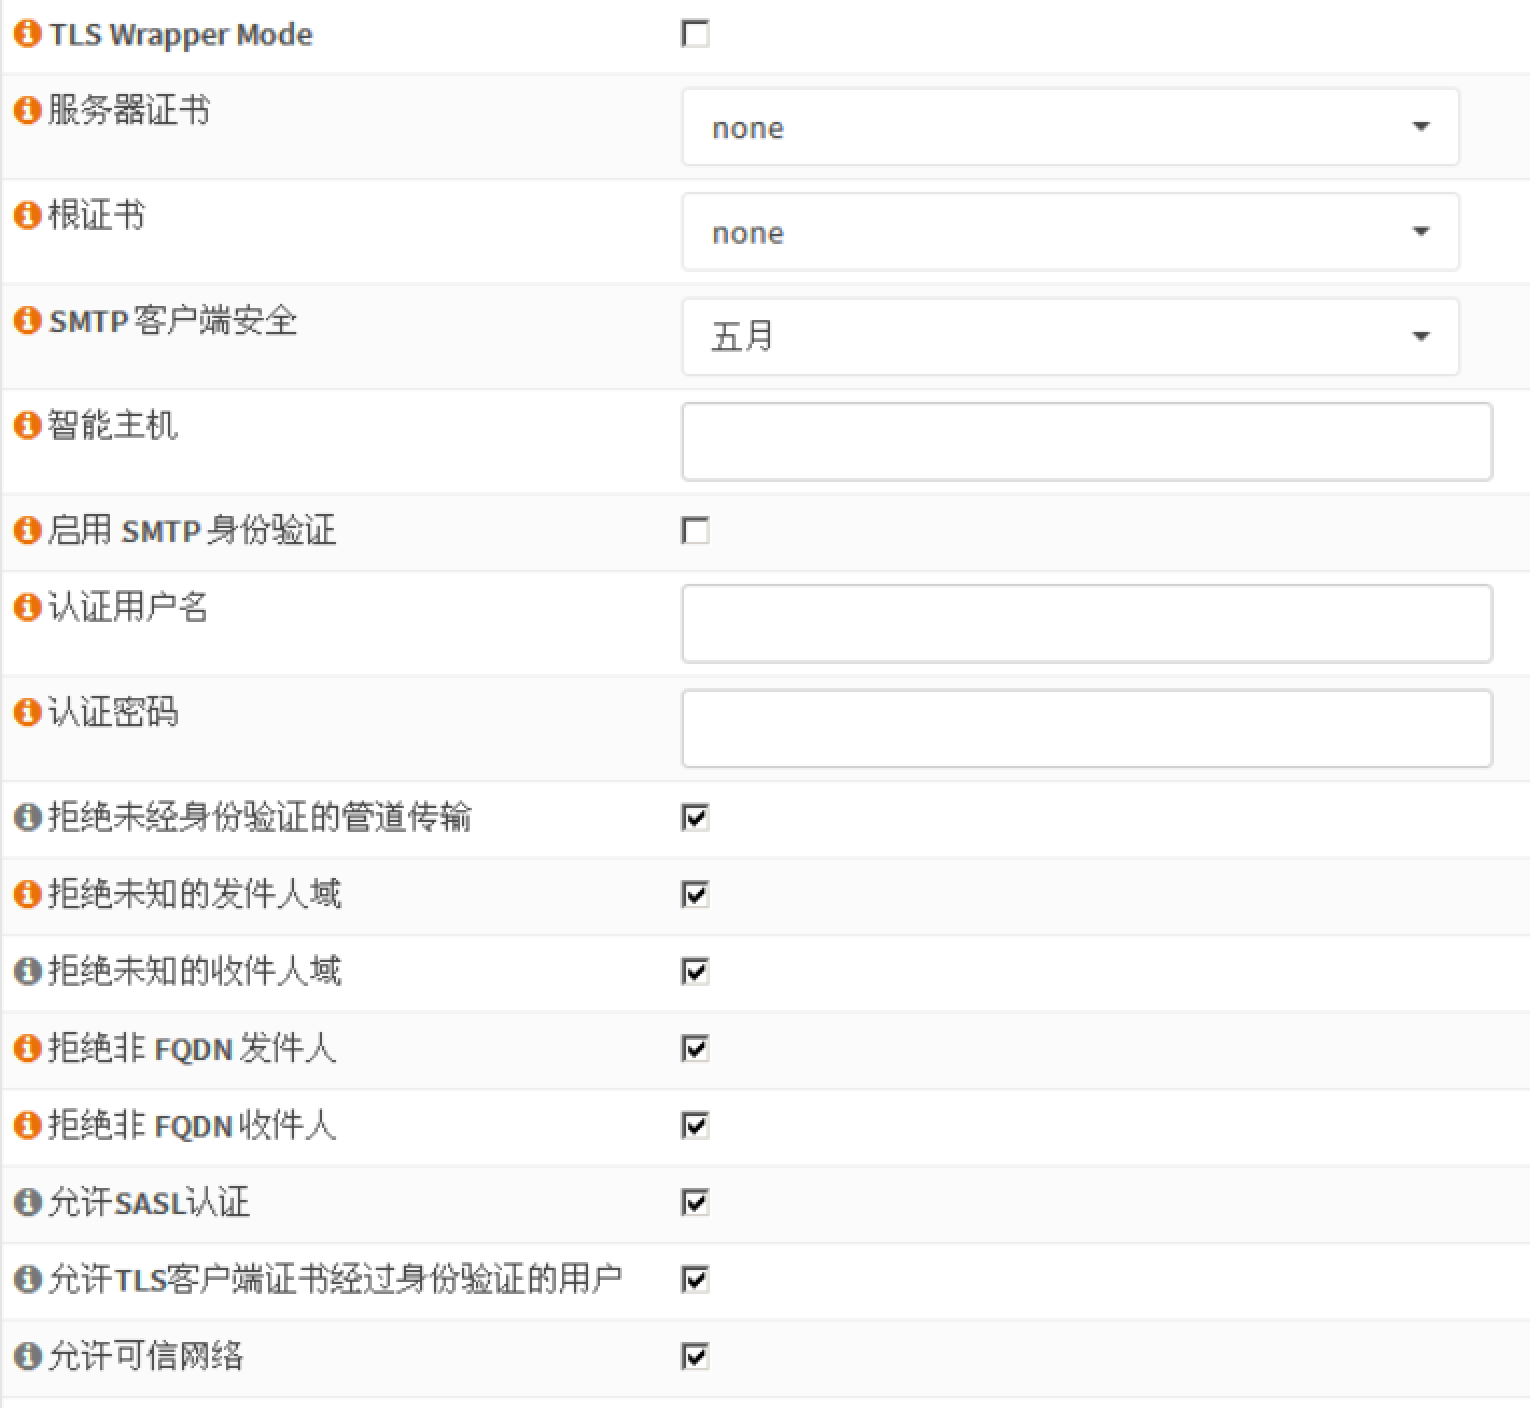 TLS Wrapper Mode
服务器证书
none
根证书
none
SMTP 客户端安全
五月
智能主机
启用 SMTP 身份验证
认证用户名
认证密码
拒绝未经身份验证的管道传输
拒绝未知的发件人域
拒绝未知的收件人域
拒绝非 FQDN 发件人
拒绝非 FQDN 收件人
允许SASL认证
允许TLS客户端证书经过身份验证的用户
允许可信网络